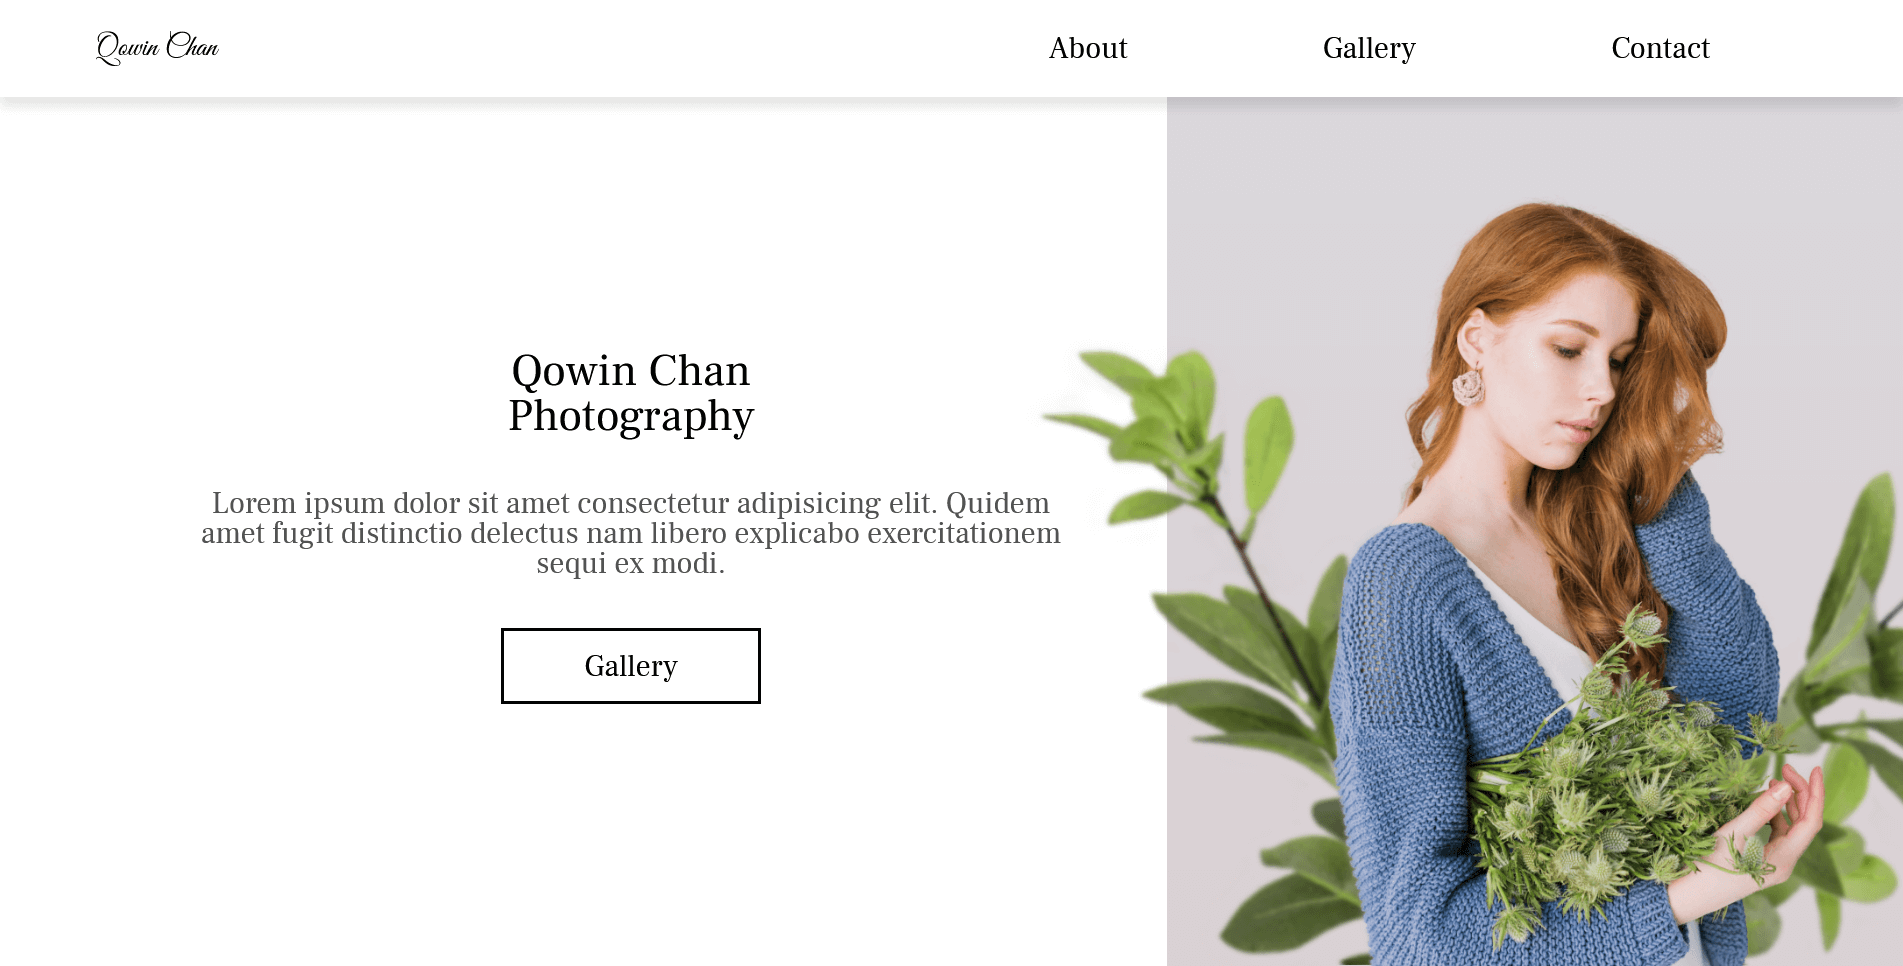 Qowin Chan
About
Gallery
Contact
Qowin Chan
Photography
Lorem ipsum dolor sit amet consectetur adipisicing elit. Quidem
amet fugit distinctio delectus nam libero explicabo exercitationem
sequi ex modi.
Gallery